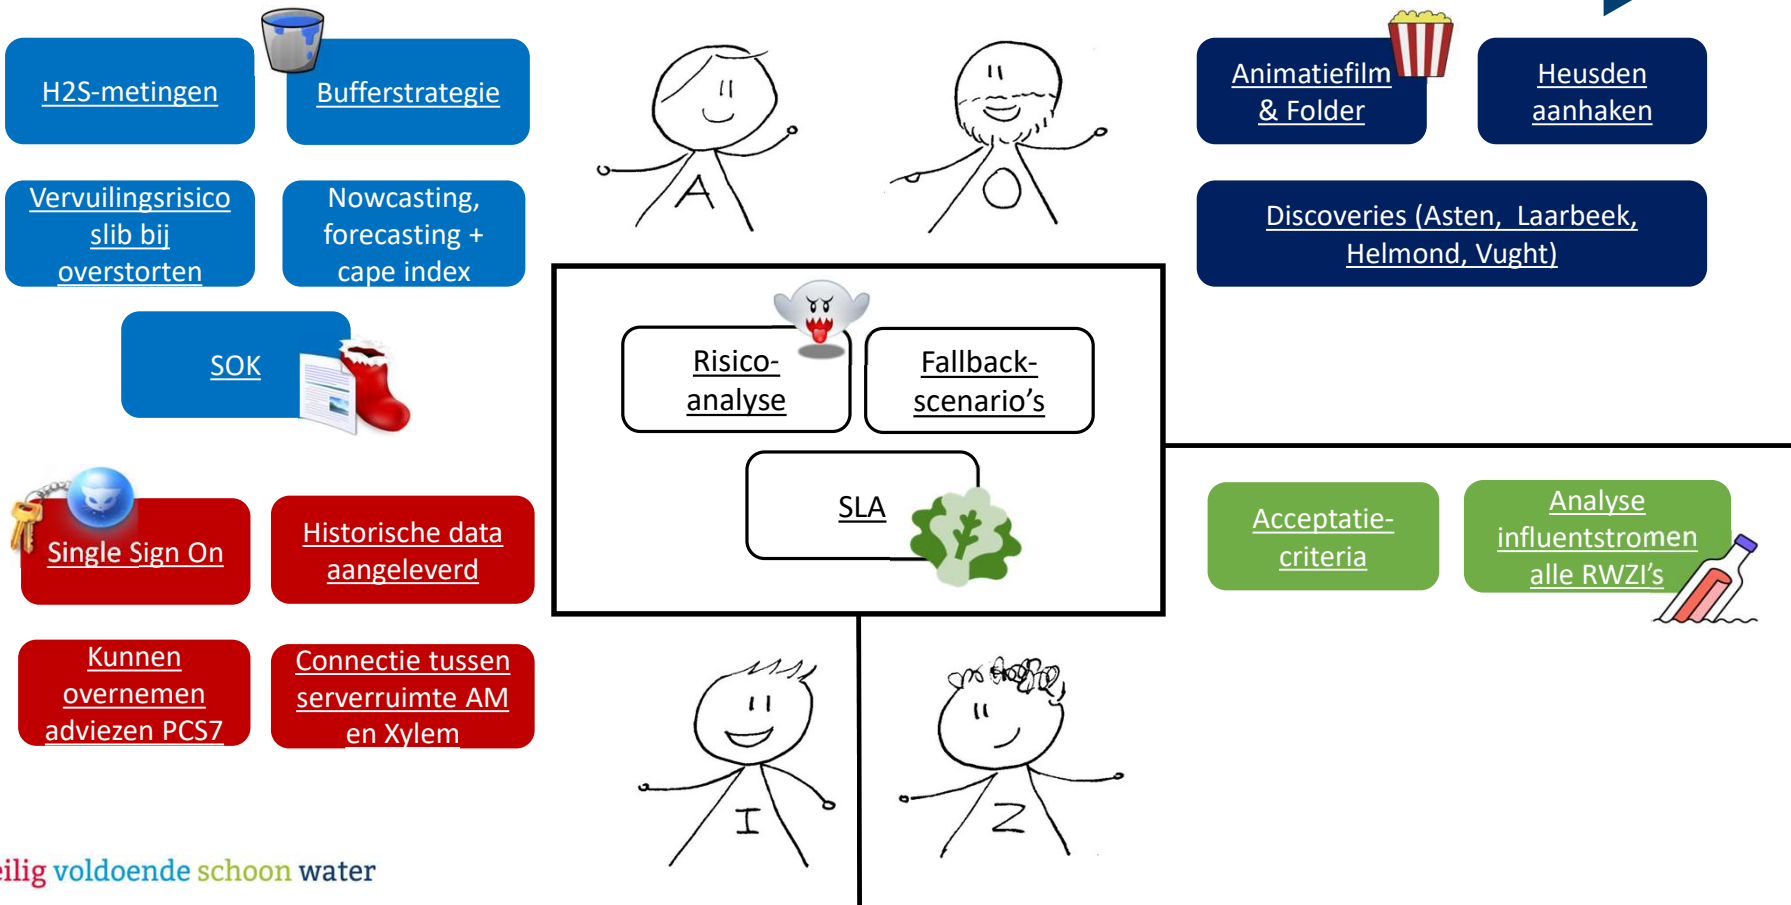 H2S-metingen
Bufferstrategie
Vervuilingsrisico
slib bij
overstorten
Nowcasting,
forecasting +
cape index
SOK
A
O
Animatiefilm
& Folder
Heusden
aanhaken
Discoveries (Asten, Laarbeek,
Helmond, Vught)
Risico-
analyse
Fallback-
scenario's
SLA
Single Sign On
Historische data
aangeleverd
Kunnen
overnemen
adviezen PCS7
Connectie tussen
serverruimte AM
en Xylem
Acceptatie-
criteria
Analyse
influentstromen
alle RWZI's
I
Z
eilig voldoende schoon water